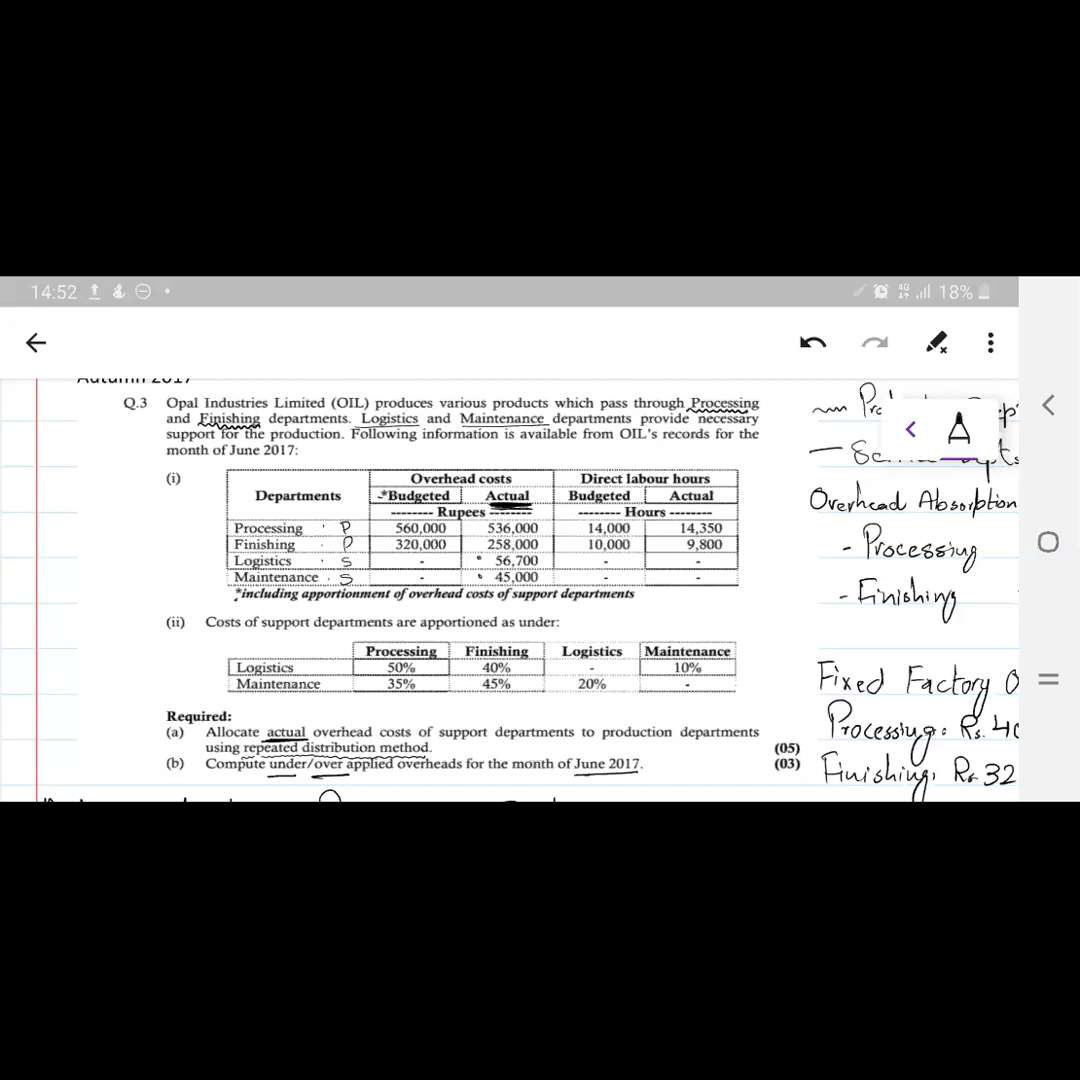 14:52
4G
18%
Autumn 2017
Q.3 Opal Industries Limited (OIL) produces various products which pass through Processing
and Finishing departments. Logistics and Maintenance departments provide necessary
support for the production. Following information is available from OIL's records for the
month of June 2017:
(i) Overhead costs Direct labour hours
Departments *Budgeted Actual Budgeted Actual
-------- Rupees -------- -------- Hours --------
Processing P 560,000 536,000 14,000 14,350
Finishing P 320,000 258,000 10,000 9,800
Logistics S - 56,700 - -
Maintenance S - 45,000 - -
*including apportionment of overhead costs of support departments
(ii) Costs of support departments are apportioned as under:
Processing Finishing Logistics Maintenance
Logistics 50% 40% - 10%
Maintenance 35% 45% 20% -
Required:
(a) Allocate actual overhead costs of support departments to production departments
using repeated distribution method. (05)
(b) Compute under/over applied overheads for the month of June 2017. (03)
Overhead Absorption
- Processing
- Finishing
Fixed Factory O
Processing: Rs. 40
Finishing: Rs 32